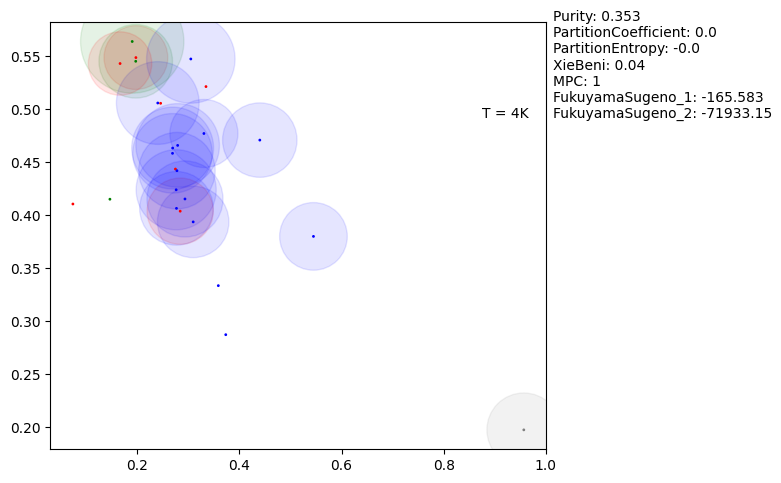 Purity: 0.353
PartitionCoefficient: 0.0
PartitionEntropy: -0.0
XieBeni: 0.04
MPC: 1
FukuyamaSugeno_1: -165.583
FukuyamaSugeno_2: -71933.15
T = 4K
0.55
0.50
0.45
0.40
0.35
0.30
0.25
0.20
0.2 0.4 0.6 0.8 1.0